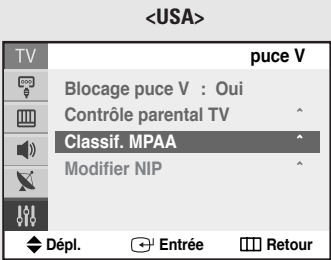 <USA>
TV puce V
Blocage puce V : Oui
Contrôle parental TV
Classif. MPAA
Modifier NIP
Dépl. Entrée Retour